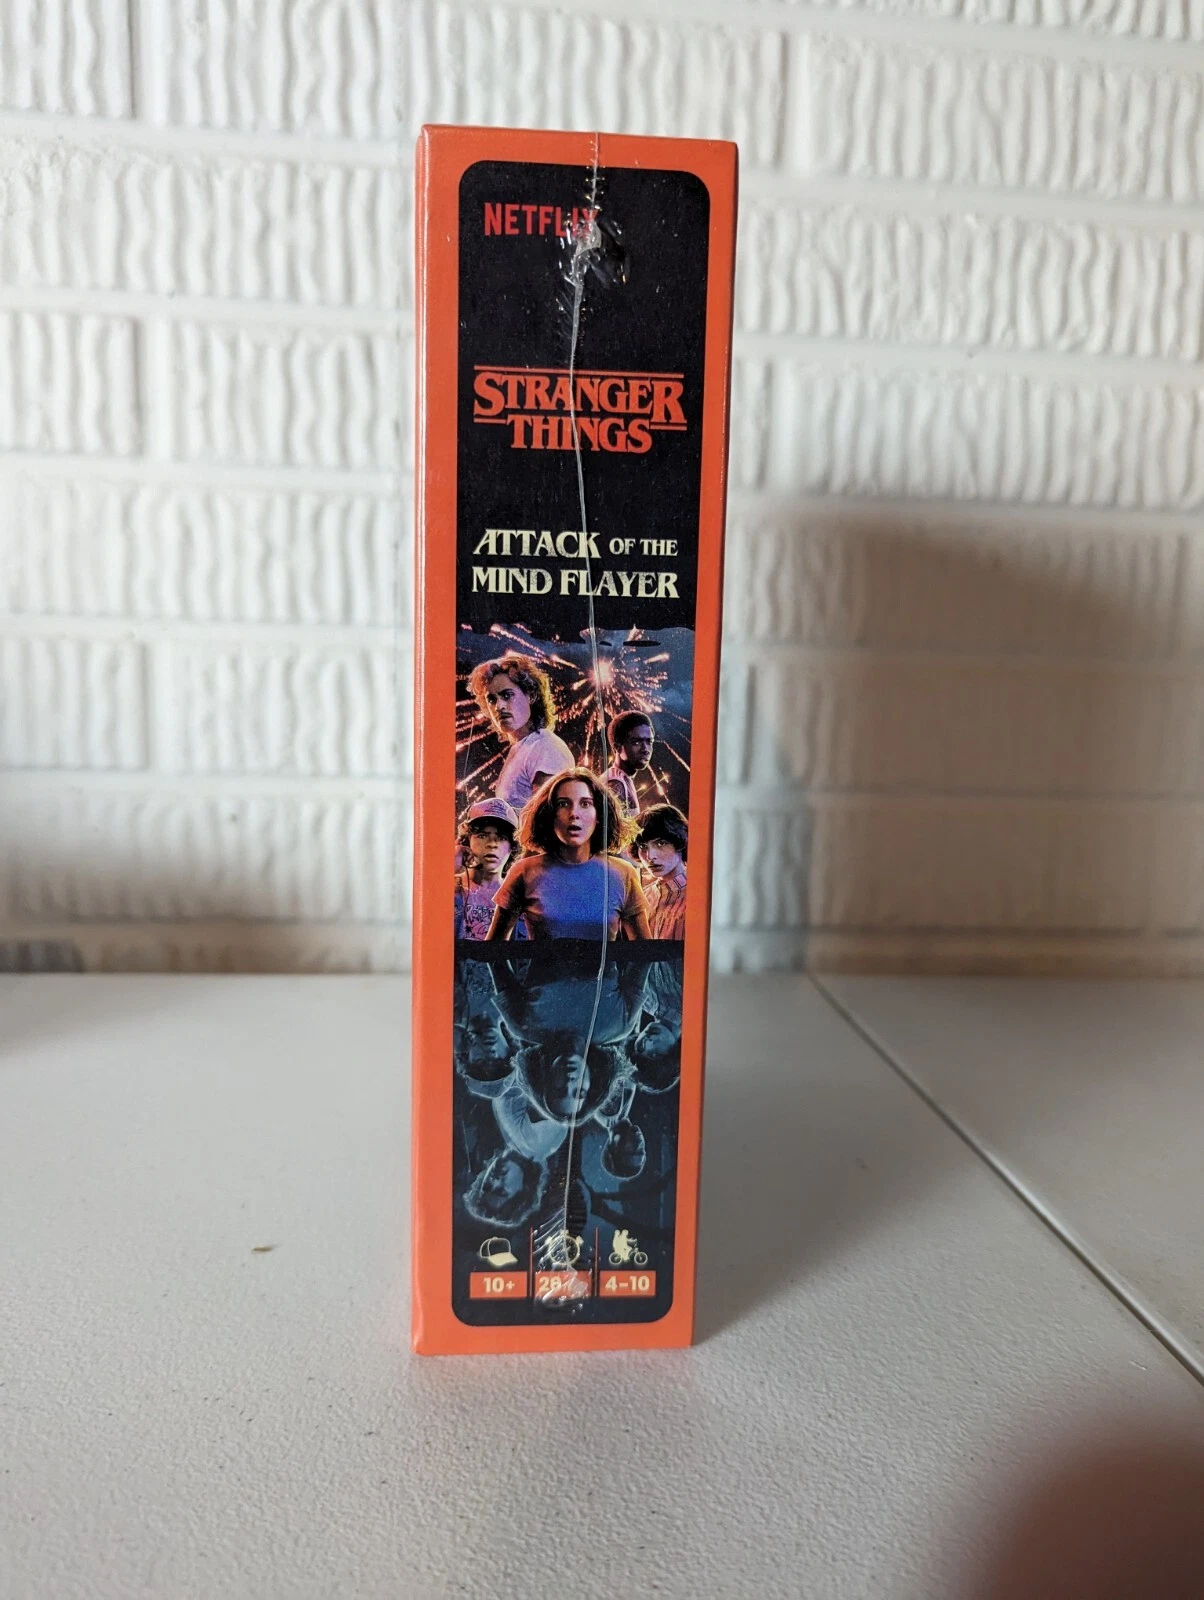 NETFLIX
STRANGER
THINGS
ATTACK OF THE
MIND FLAYER
10+
4-10